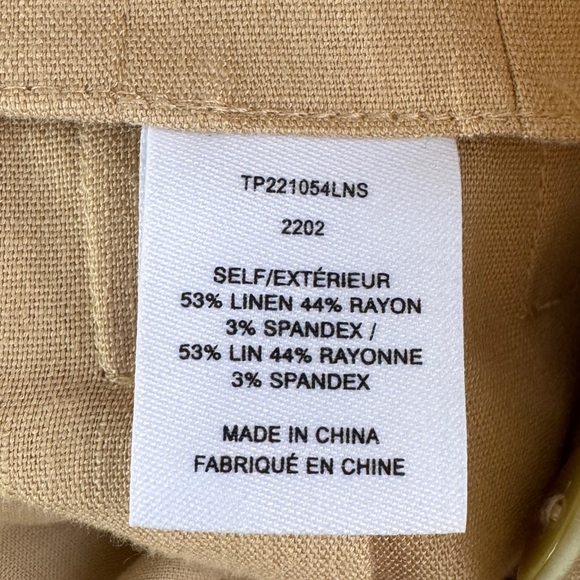 TP221054LNS
2202
SELF/EXTÉRIEUR
53% LINEN 44% RAYON
3% SPANDEX /
53% LIN 44% RAYONNE
3% SPANDEX
MADE IN CHINA
FABRIQUÉ EN CHINE